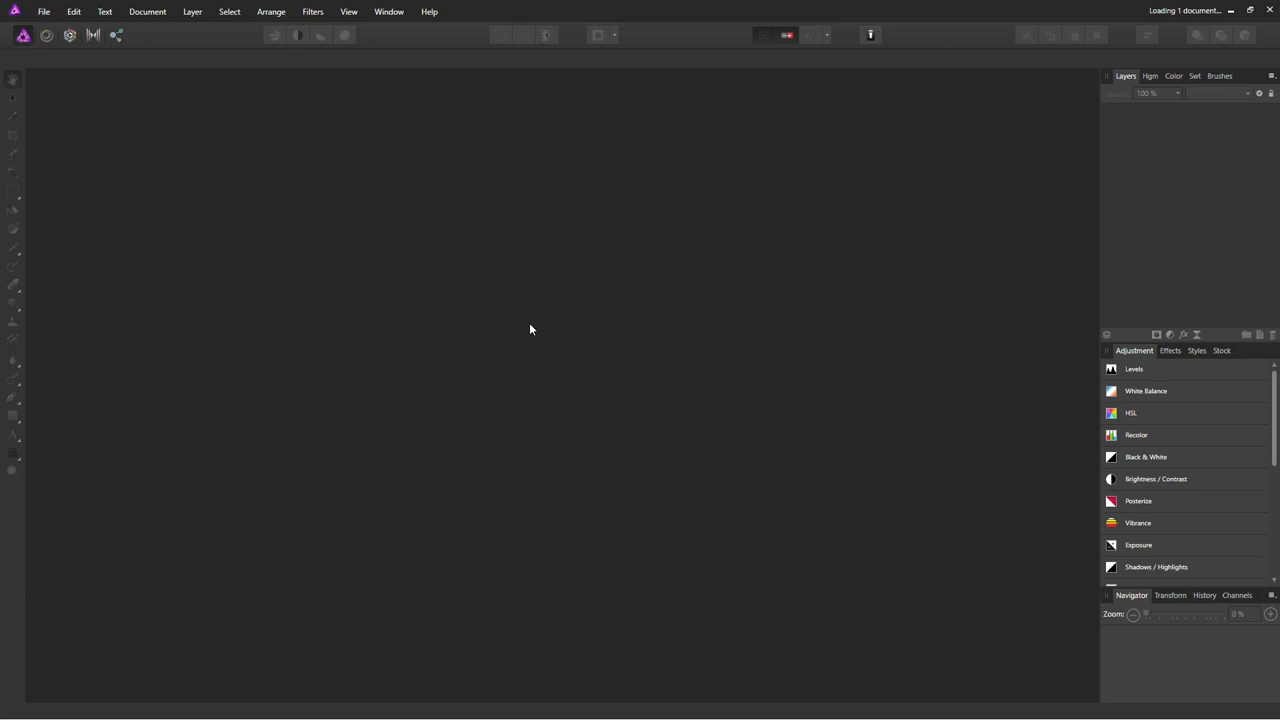 File Edit Text Document Layer Select Arrange Filters View Window Help Loading 1 document...
Layers Hgm Color Swt Brushes
Opacity: 100 %
Adjustment Effects Styles Stock
Levels
White Balance
HSL
Recolor
Black & White
Brightness / Contrast
Posterize
Vibrance
Exposure
Shadows / Highlights
Navigator Transform History Channels
Zoom: 0 %